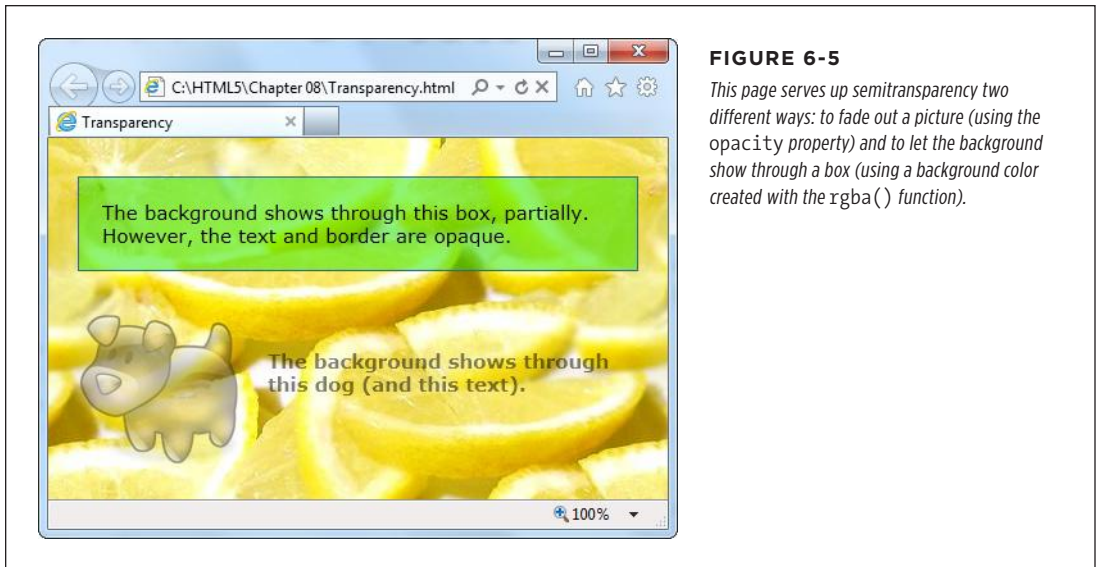 C:\HTML5\Chapter 08\Transparency.html
Transparency
The background shows through this box, partially.
However, the text and border are opaque.
The background shows through
this dog (and this text).
100%
FIGURE 6-5
This page serves up semitransparency two
different ways: to fade out a picture (using the
opacity property) and to let the background
show through a box (using a background color
created with the rgba() function).